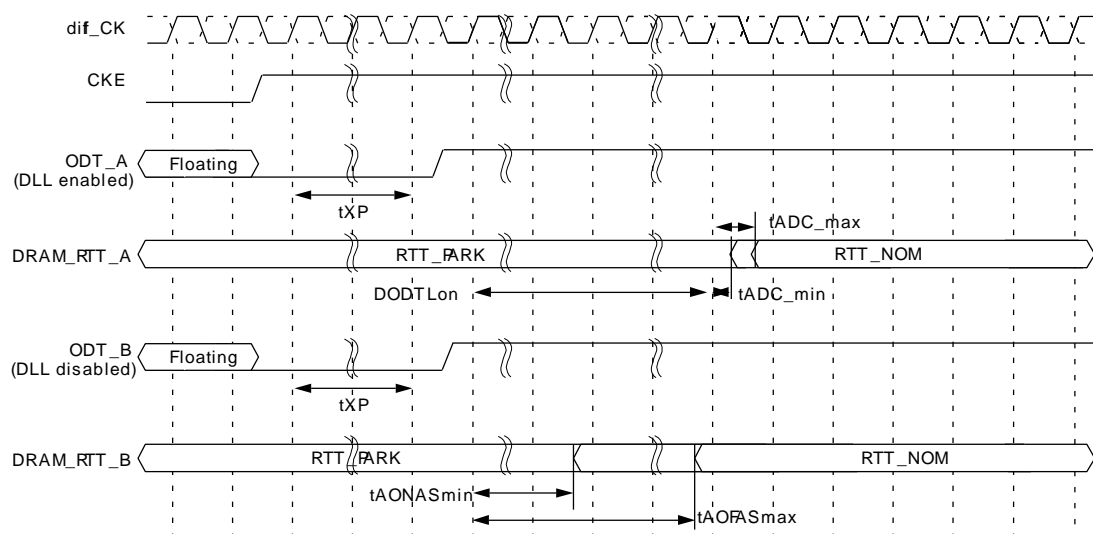 dif_CK
CKE
ODT_A
(DLL enabled)
Floating
tXP
tADC_max
DRAM_RTT_A
RTT_PARK
RTT_NOM
DODTLon
tADC_min
ODT_B
(DLL disabled)
Floating
tXP
DRAM_RTT_B
RTT_PARK
RTT_NOM
tAONASmin
tAOFASmax